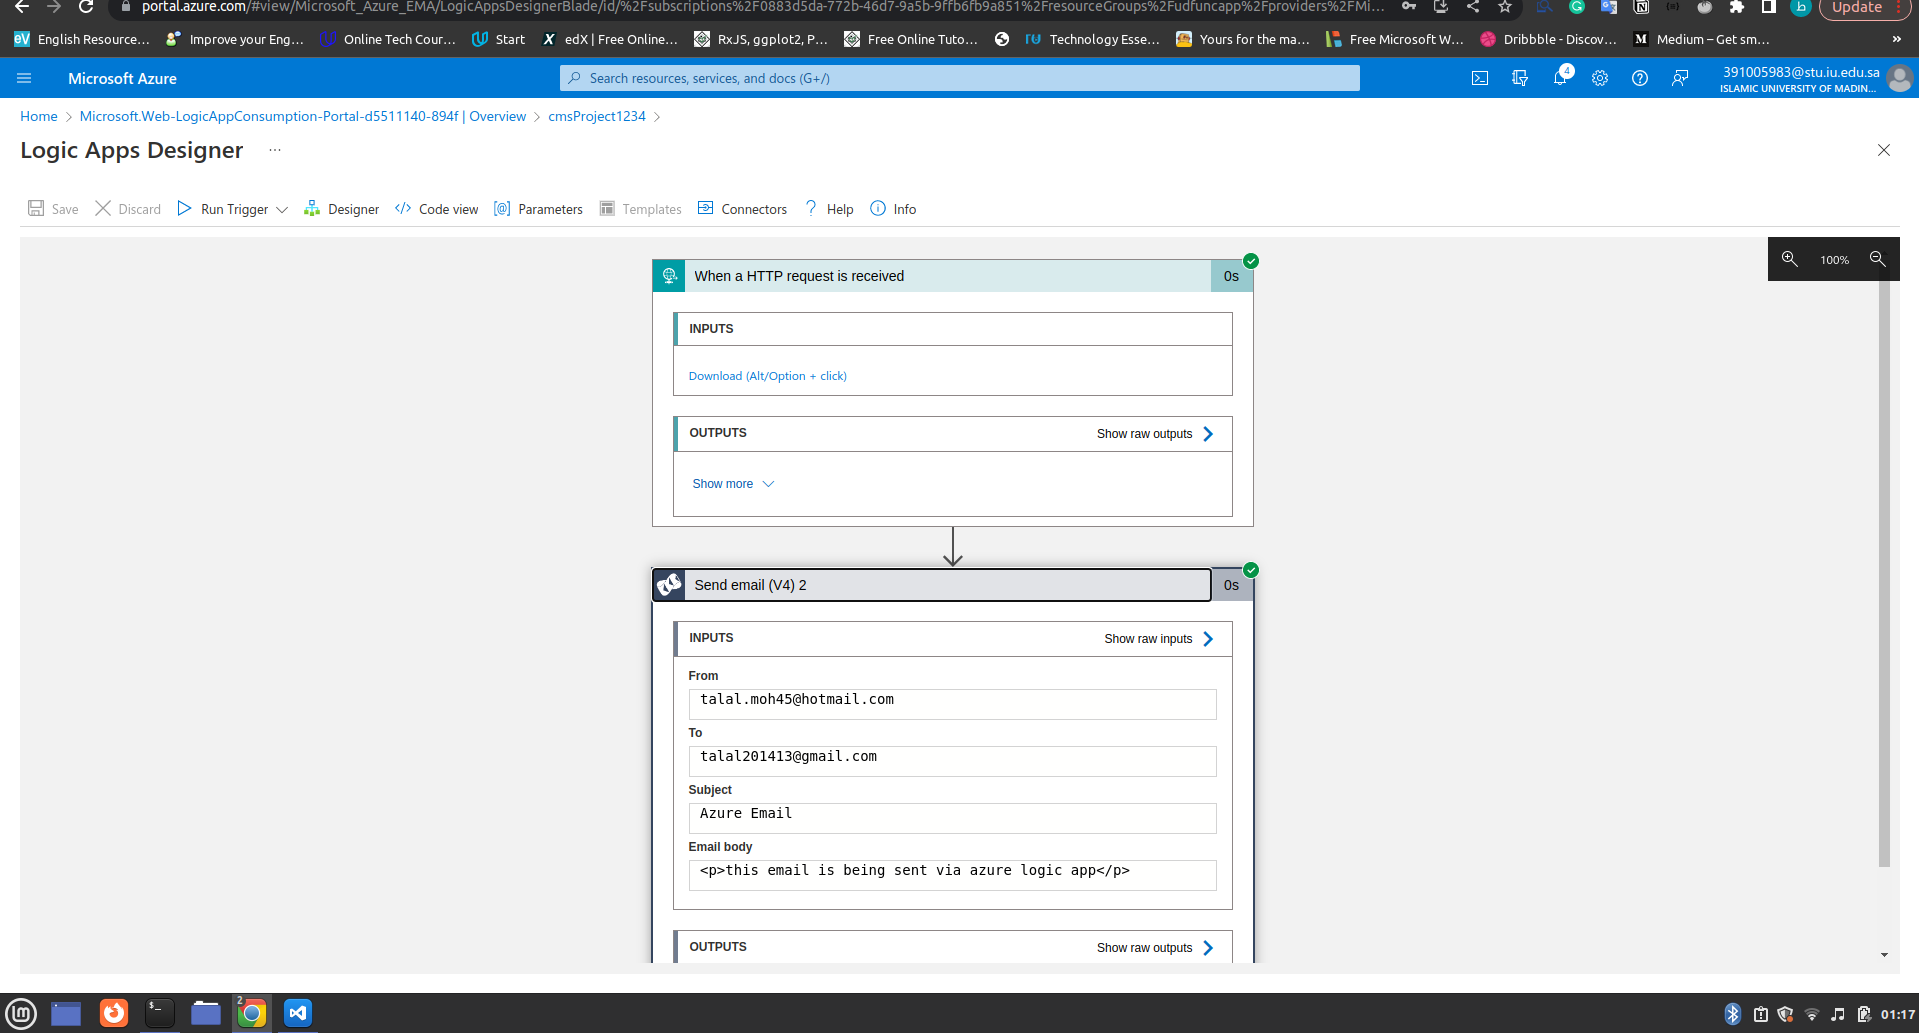 portal.azure.com/#view/Microsoft_Azure_EMA/LogicAppsDesignerBlade/id/%2Fsubscriptions%2F0883d5da-772b-46d7-9a5b-9ffb6fb9a851%2FresourceGroups%2Fudfuncapp%2Fproviders%2FMi...
Update
English Resource... Improve your Eng... Online Tech Cour... Start edX | Free Online... RxJS, ggplot2, P... Free Online Tuto... Technology Esse... Yours for the ma... Free Microsoft W... Dribbble - Discov... Medium – Get sm... »
Microsoft Azure
Search resources, services, and docs (G+/)
4
391005983@stu.iu.edu.sa
ISLAMIC UNIVERSITY OF MADIN...
Home > Microsoft.Web-LogicAppConsumption-Portal-d5511140-894f | Overview > cmsProject1234 >
Logic Apps Designer ...
Save Discard Run Trigger Designer Code view Parameters Templates Connectors Help Info
100%
When a HTTP request is received 0s
INPUTS
Download (Alt/Option + click)
OUTPUTS Show raw outputs
Show more
Send email (V4) 2 0s
INPUTS Show raw inputs
From
talal.moh45@hotmail.com
To
talal201413@gmail.com
Subject
Azure Email
Email body
<p>this email is being sent via azure logic app</p>
OUTPUTS Show raw outputs
2
01:17